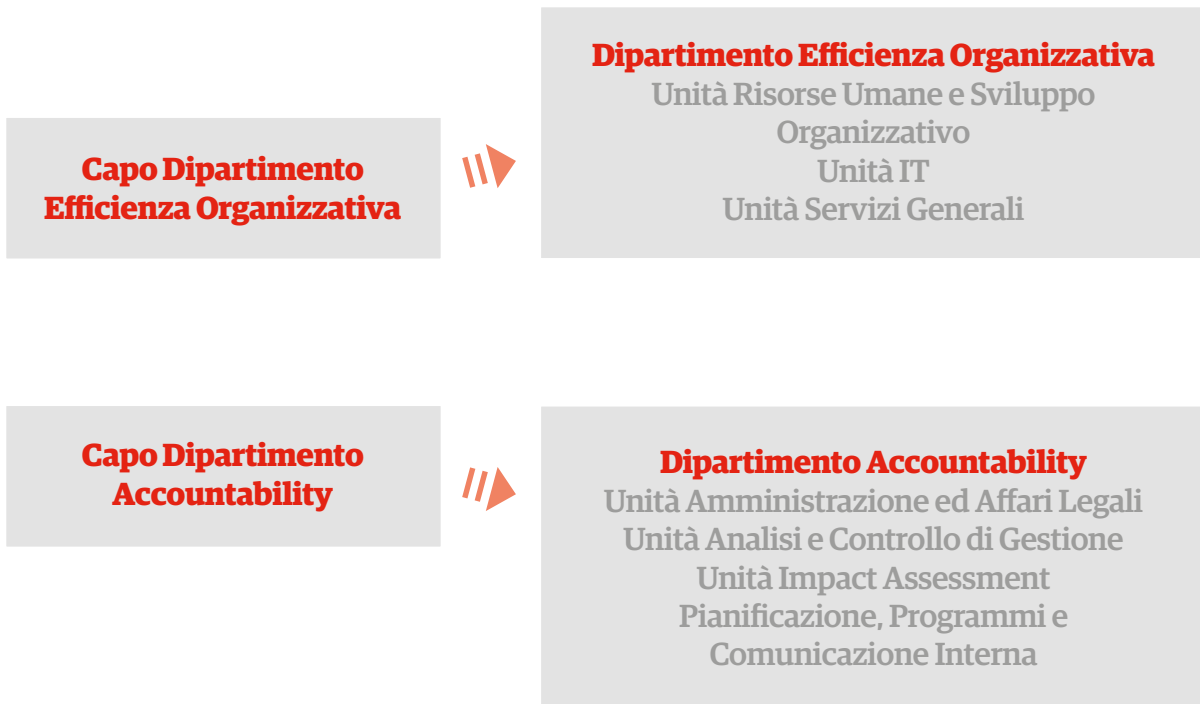 Capo Dipartimento
Efficienza Organizzativa
Dipartimento Efficienza Organizzativa
Unità Risorse Umane e Sviluppo
Organizzativo
Unità IT
Unità Servizi Generali
Capo Dipartimento
Accountability
Dipartimento Accountability
Unità Amministrazione ed Affari Legali
Unità Analisi e Controllo di Gestione
Unità Impact Assessment
Pianificazione, Programmi e
Comunicazione Interna